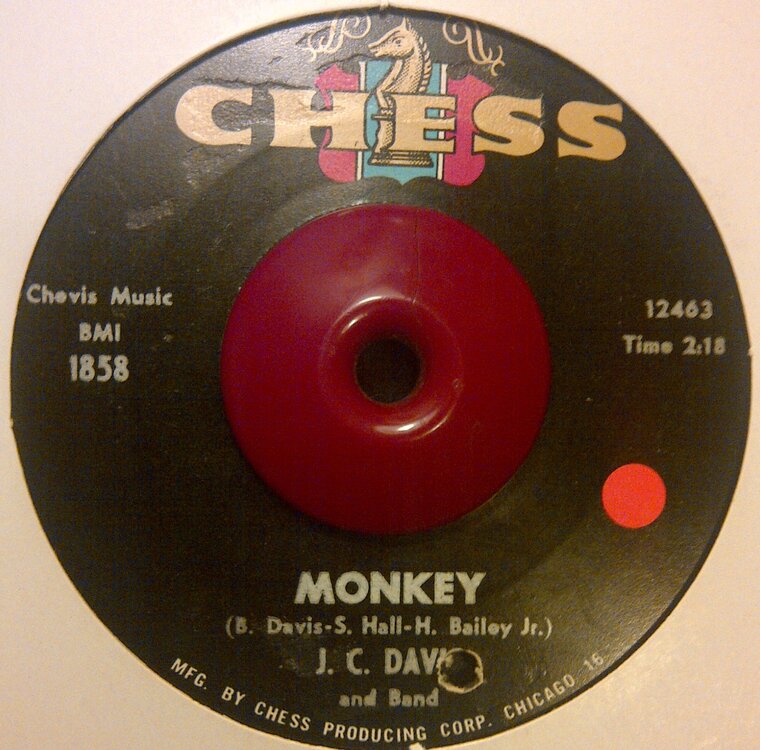 CHESS
Chevis Music
BMI
1858
12463
Time 2:18
MONKEY
(B. Davis-S. Hall-H. Bailey Jr.)
J. C.
and Band
MFG. BY CHESS PRODUCING CORP. CHICAGO 16